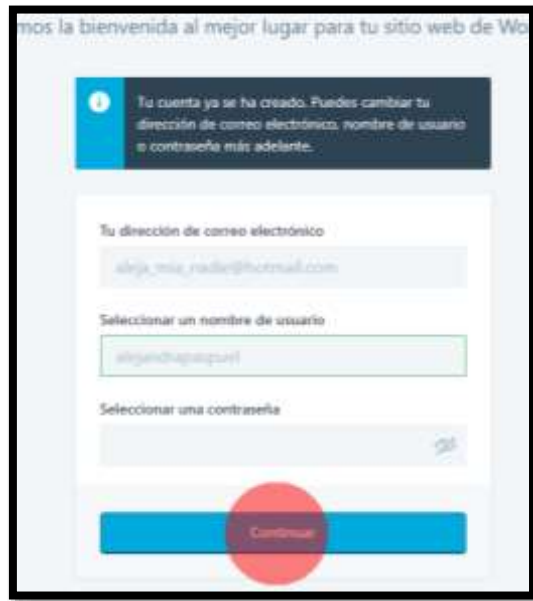 mos la bienvenida al mejor lugar para tu sitio web de Wo
Tu cuenta ya se ha creado. Puedes cambiar tu
dirección de correo electrónico, nombre de usuario
o contraseña más adelante.
Tu dirección de correo electrónico
Seleccionar un nombre de usuario
Seleccionar una contraseña
Continuar